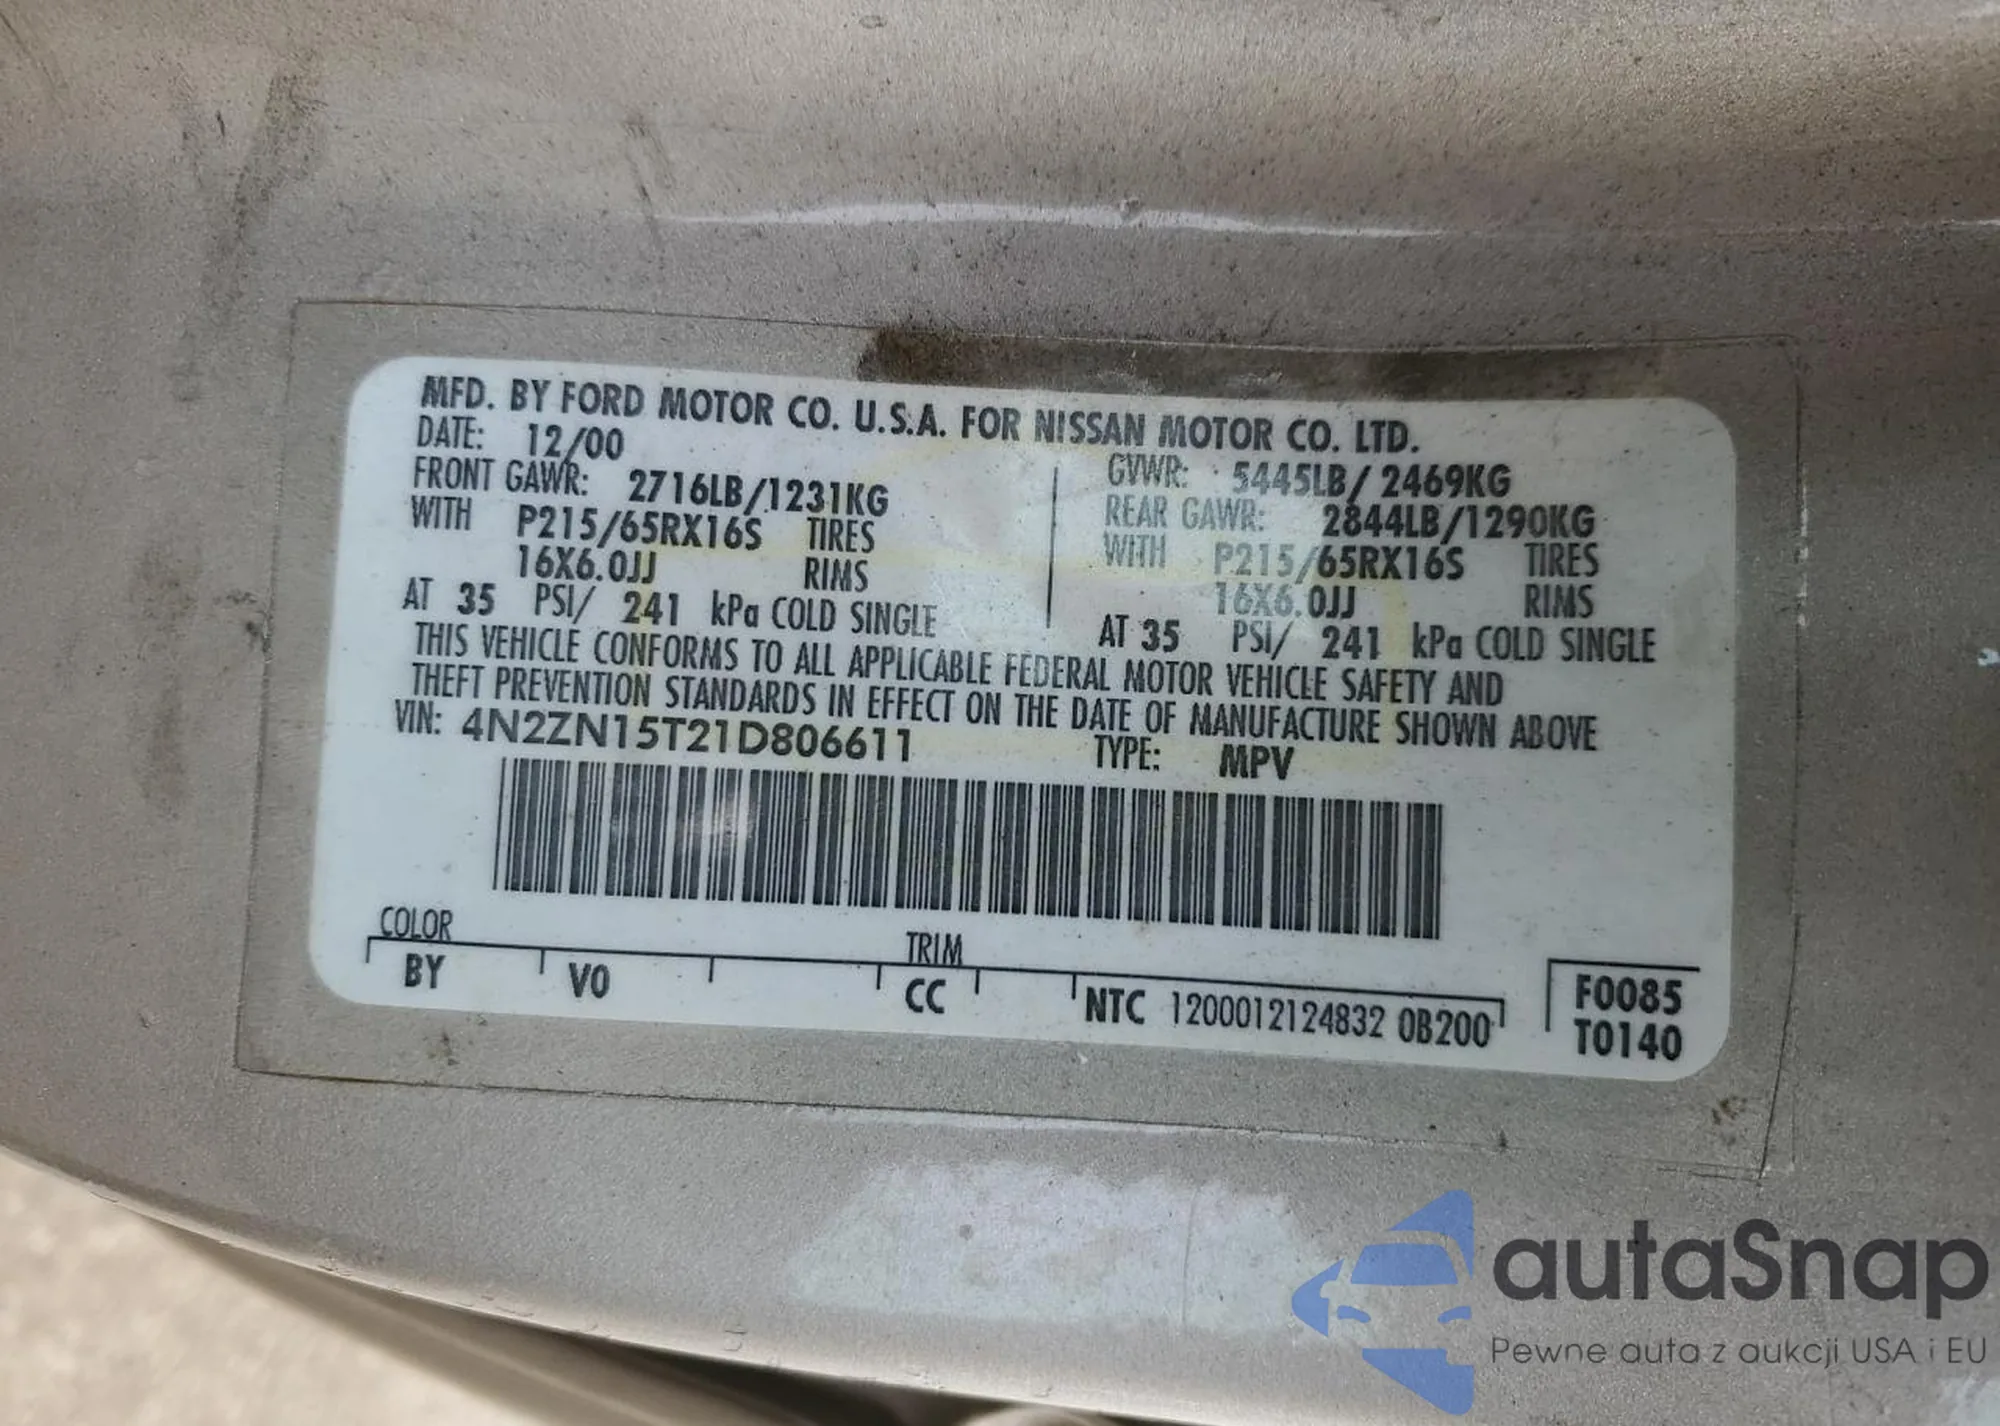 MFD. BY FORD MOTOR CO. U.S.A. FOR NISSAN MOTOR CO. LTD.
DATE: 12/00
GVWR: 5445LB/2469KG
FRONT GAWR: 2716LB/1231KG
REAR GAWR: 2844LB/1290KG
WITH P215/65RX16S TIRES
WITH P215/65RX16S TIRES
16X6.0JJ RIMS
16X6.0JJ RIMS
AT 35 PSI/ 241 kPa COLD SINGLE
AT 35 PSI/ 241 kPa COLD SINGLE
THIS VEHICLE CONFORMS TO ALL APPLICABLE FEDERAL MOTOR VEHICLE SAFETY AND
THEFT PREVENTION STANDARDS IN EFFECT ON THE DATE OF MANUFACTURE SHOWN ABOVE
VIN: 4N2ZN15T21D806611 TYPE: MPV
COLOR TRIM
BY V0 CC NTC 1200012124832 0B200
F0085
T0140
autaSnap
Pewne auta z aukcji USA i EU